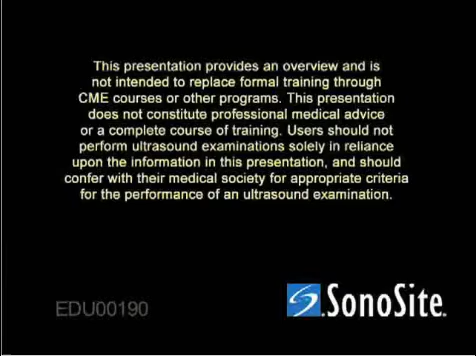 This presentation provides an overview and is
not intended to replace formal training through
CME courses or other programs. This presentation
does not constitute professional medical advice
or a complete course of training. Users should not
perform ultrasound examinations solely in reliance
upon the information in this presentation, and should
confer with their medical society for appropriate criteria
for the performance of an ultrasound examination.
EDU00190
SonoSite.